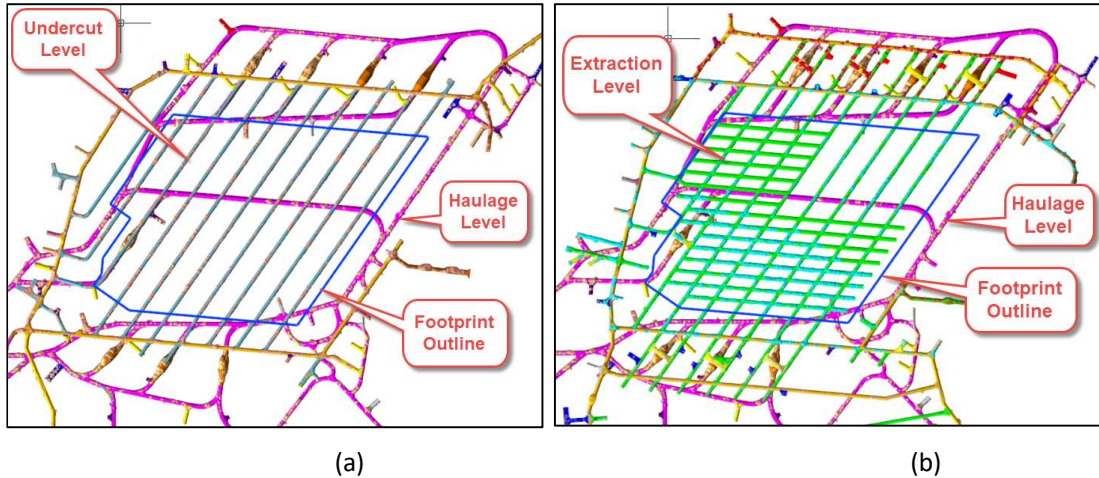 Undercut
Level
Haulage
Level
Footprint
Outline
Extraction
Level
Haulage
Level
Footprint
Outline
(a)
(b)